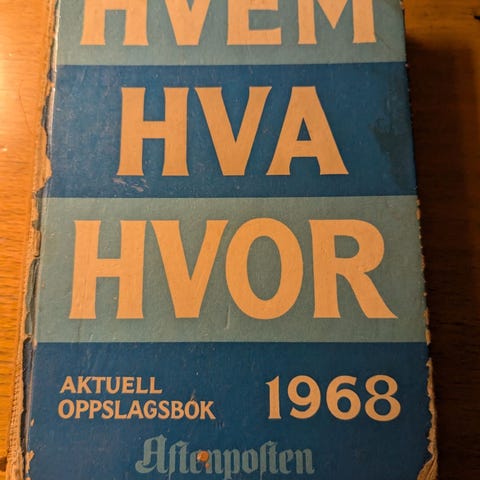 HVEM
HVA
HVOR
AKTUELL
OPPSLAGSBOK
1968
Aftenposten